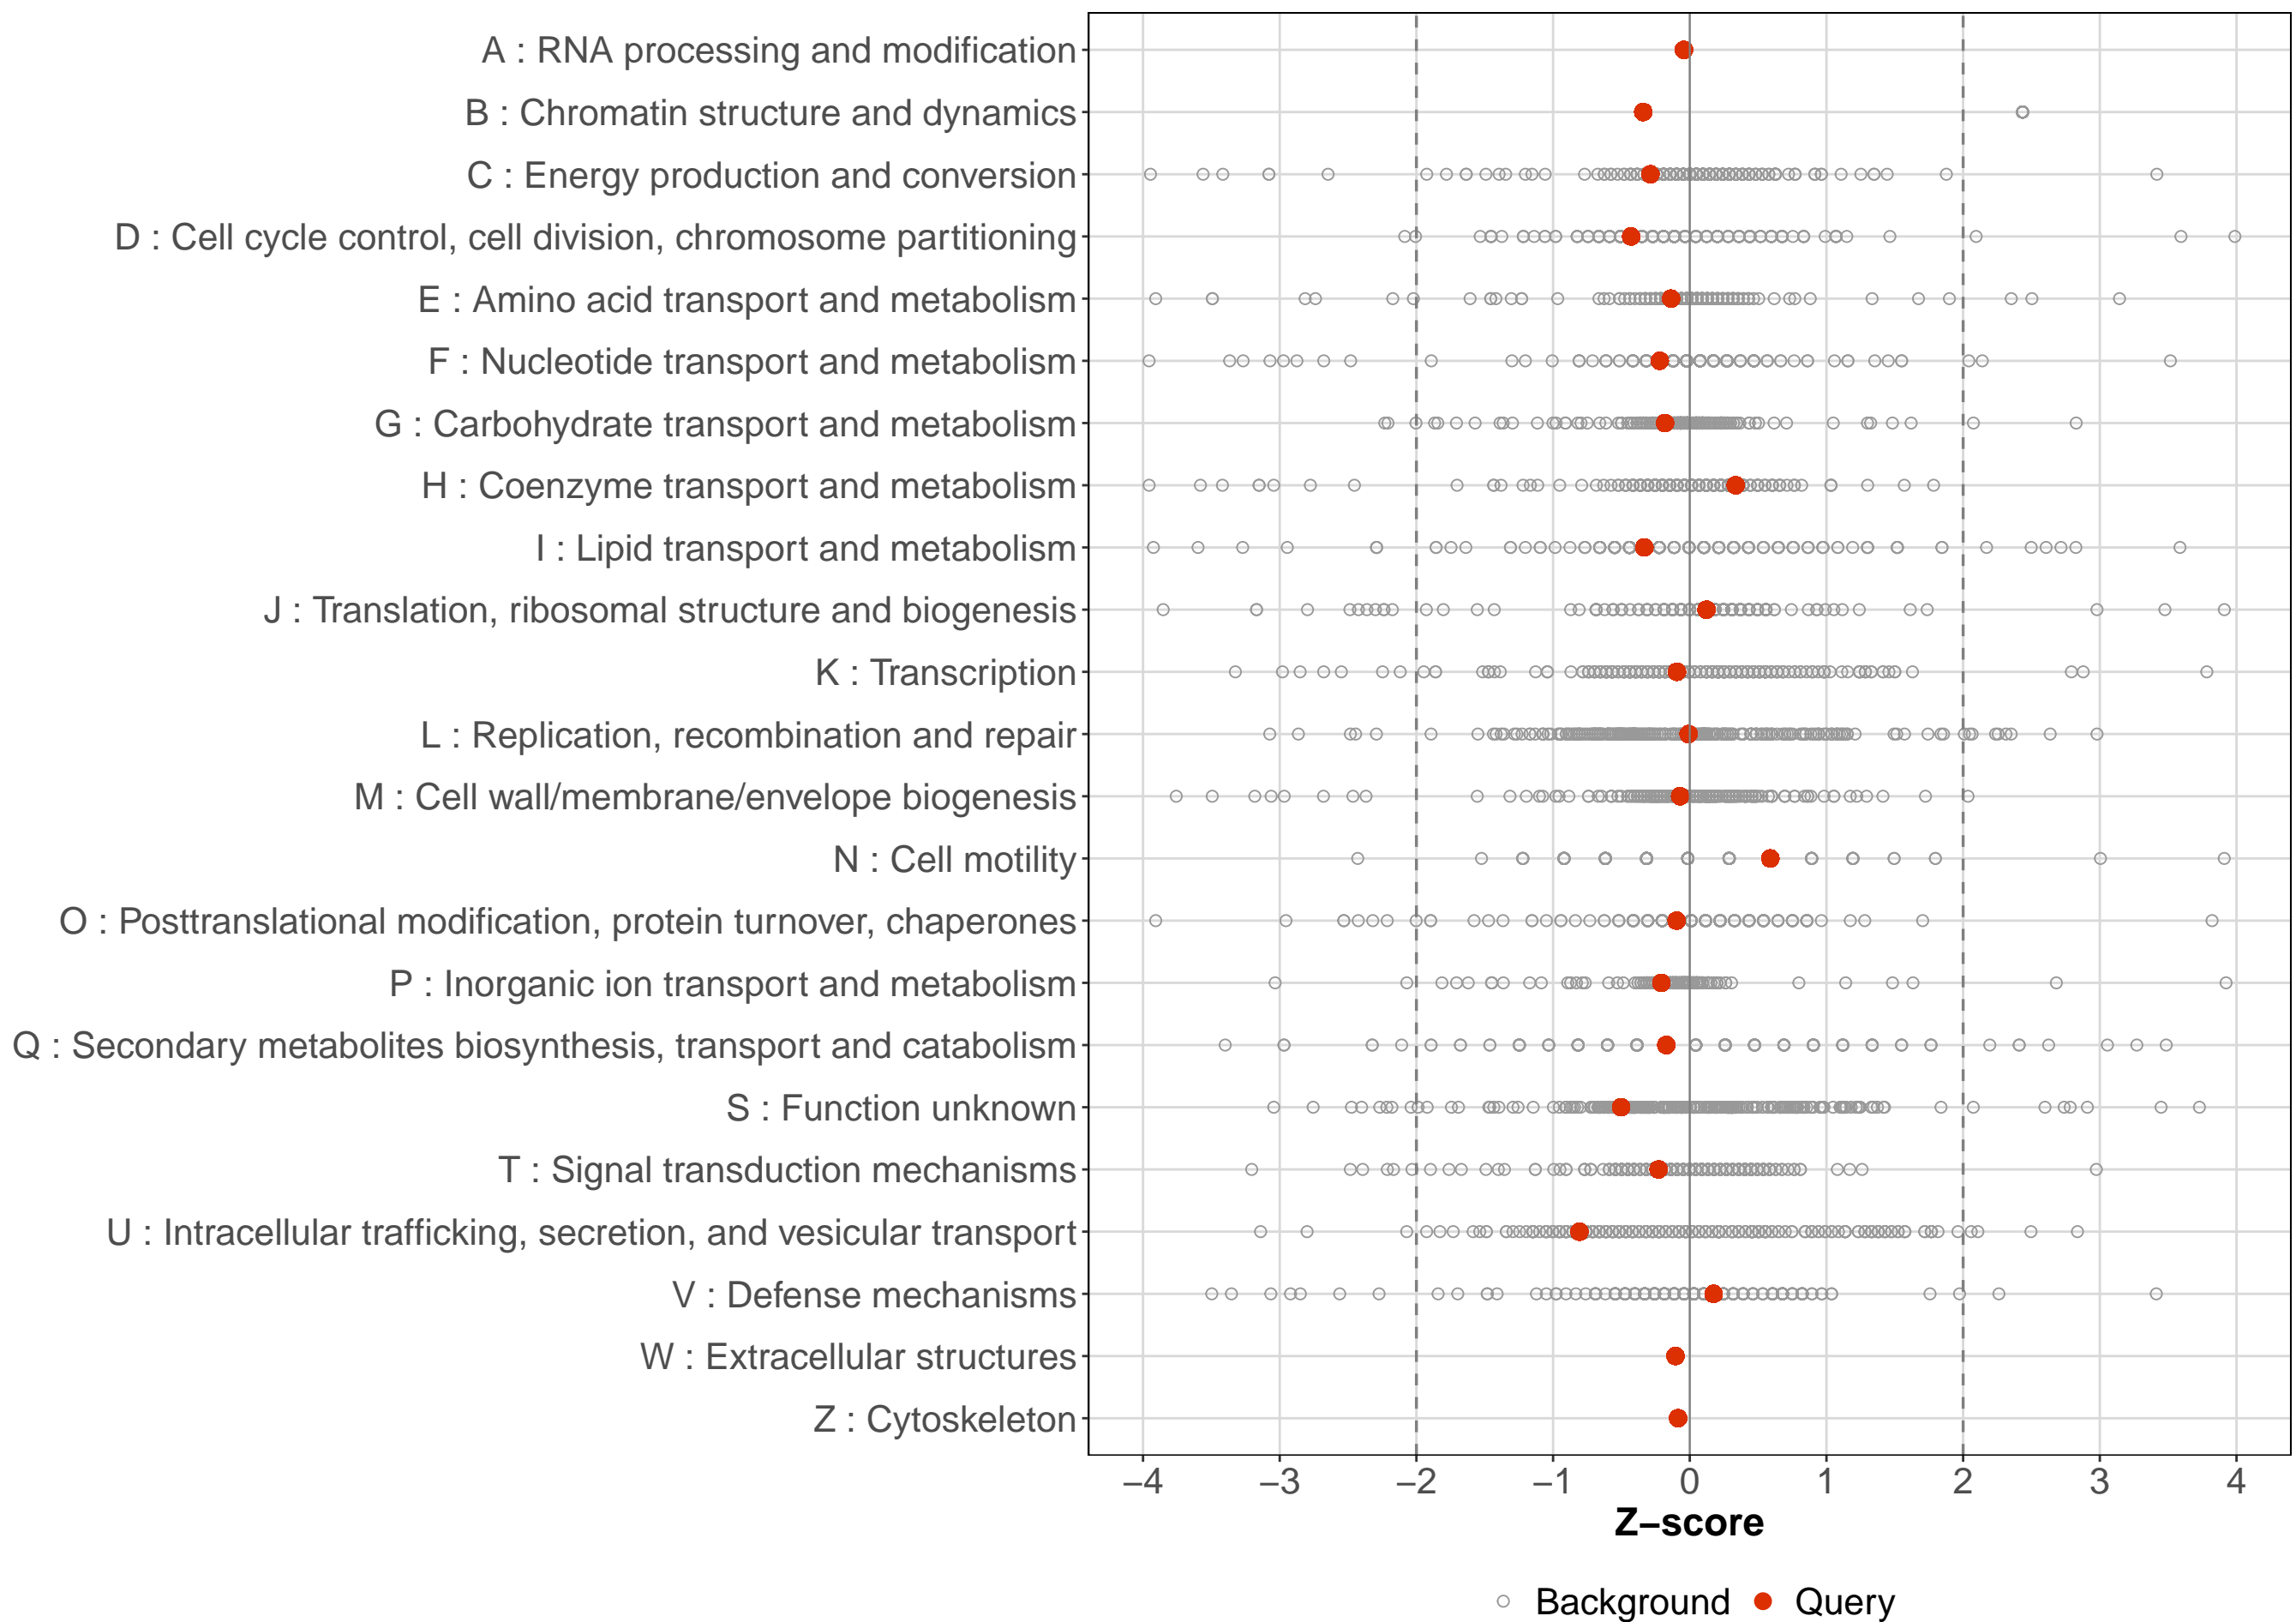 A : RNA processing and modification
B : Chromatin structure and dynamics
C : Energy production and conversion
D : Cell cycle control, cell division, chromosome partitioning
E : Amino acid transport and metabolism
F : Nucleotide transport and metabolism
G : Carbohydrate transport and metabolism
H : Coenzyme transport and metabolism
I : Lipid transport and metabolism
J : Translation, ribosomal structure and biogenesis
K : Transcription
L : Replication, recombination and repair
M : Cell wall/membrane/envelope biogenesis
N : Cell motility
O : Posttranslational modification, protein turnover, chaperones
P : Inorganic ion transport and metabolism
Q : Secondary metabolites biosynthesis, transport and catabolism
S : Function unknown
T : Signal transduction mechanisms
U : Intracellular trafficking, secretion, and vesicular transport
V : Defense mechanisms
W : Extracellular structures
Z : Cytoskeleton
−4 −3 −2 −1 0 1 2 3 4
Z−score
Background Query